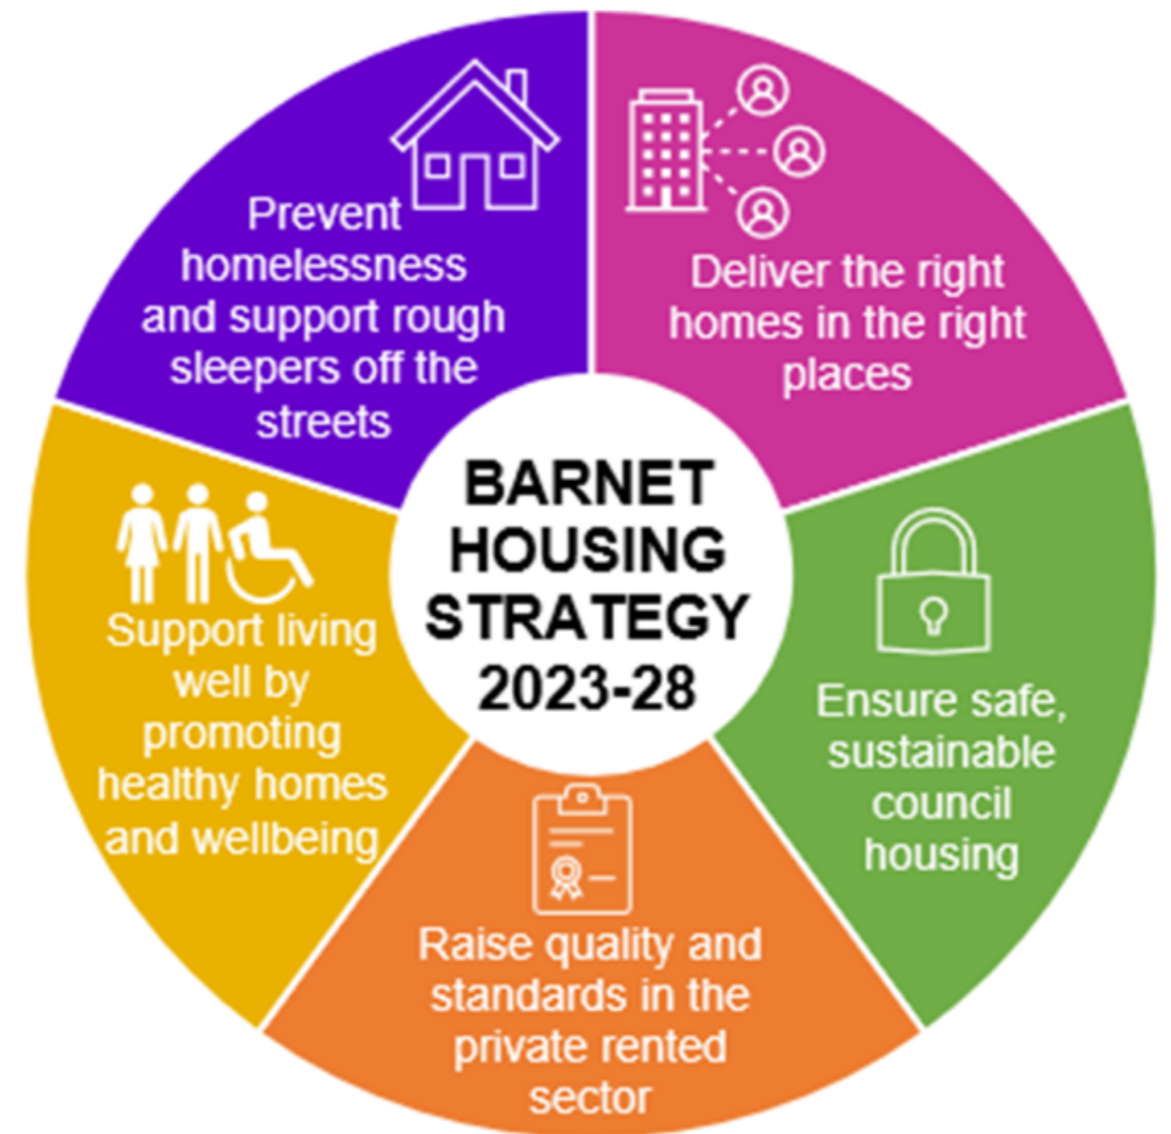 Prevent
homelessness
and support rough
sleepers off the
streets
Deliver the right
homes in the right
places
BARNET
HOUSING
STRATEGY
2023-28
Support living
well by
promoting
healthy homes
and wellbeing
Ensure safe,
sustainable
council
housing
Raise quality and
standards in the
private rented
sector